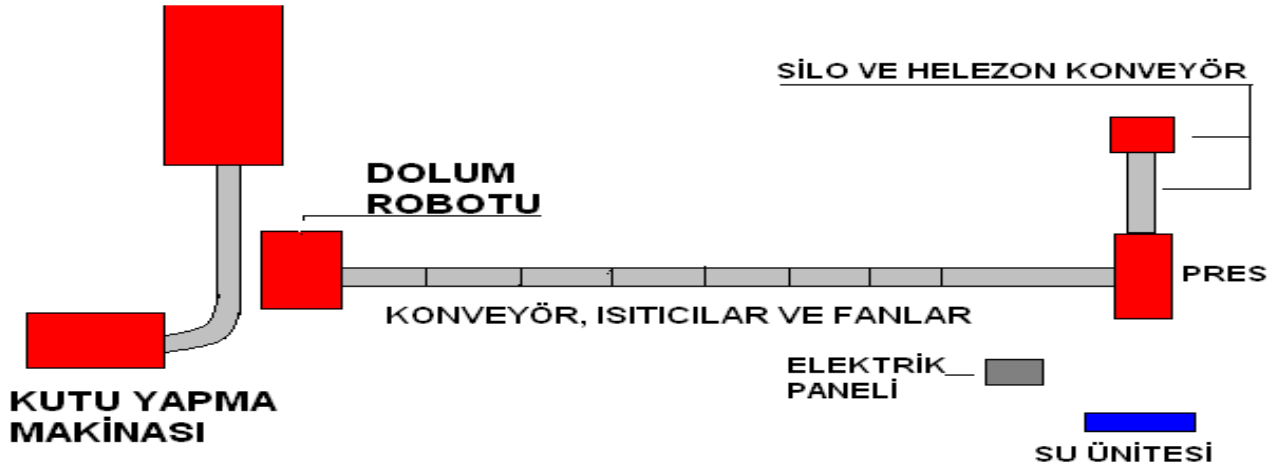 SİLO VE HELEZON KONVEYÖR
DOLUM
ROBOTU
PRES
KONVEYÖR, ISITICILAR VE FANLAR
ELEKTRİK
PANELİ
KUTU YAPMA
MAKİNASI
SU ÜNİTESİ